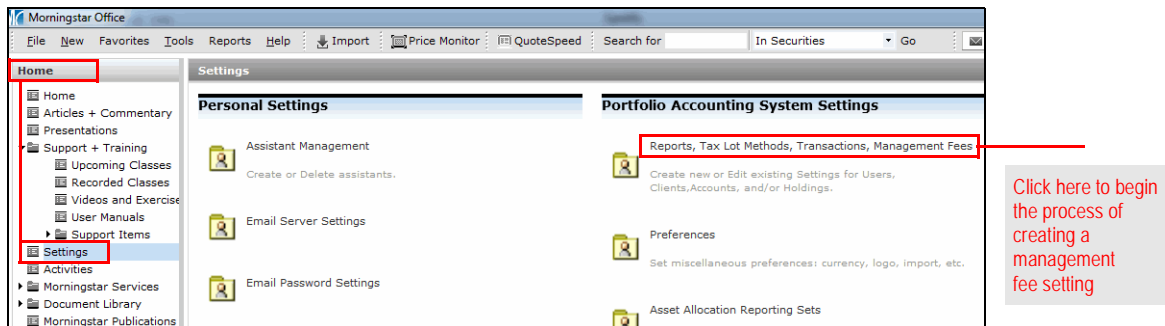 Morningstar Office
File New Favorites Tools Reports Help Import Price Monitor QuoteSpeed Search for In Securities Go
Home
Settings
Home
Articles + Commentary
Presentations
Support + Training
Upcoming Classes
Recorded Classes
Videos and Exercise
User Manuals
Support Items
Settings
Activities
Morningstar Services
Document Library
Morningstar Publications
Personal Settings
Assistant Management
Create or Delete assistants.
Email Server Settings
Email Password Settings
Portfolio Accounting System Settings
Reports, Tax Lot Methods, Transactions, Management Fees
Create new or Edit existing Settings for Users,
Clients,Accounts, and/or Holdings.
Preferences
Set miscellaneous preferences: currency, logo, import, etc.
Asset Allocation Reporting Sets
Click here to begin
the process of
creating a
management
fee setting